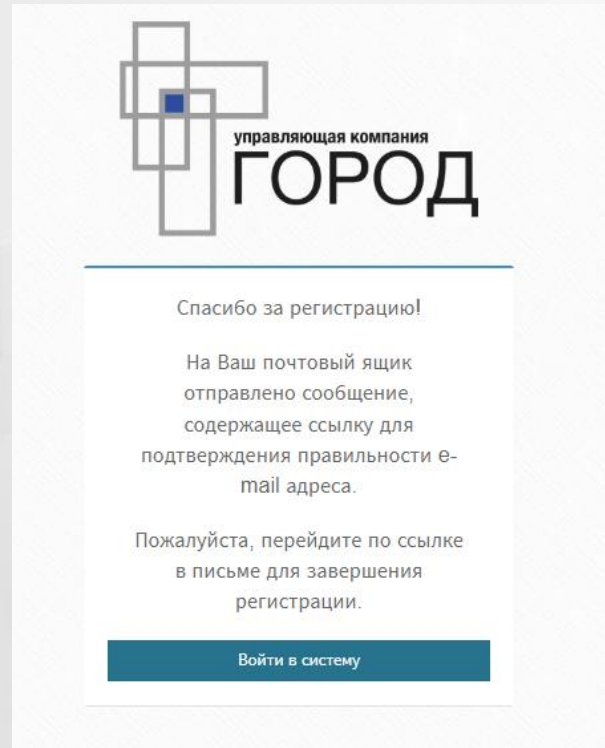 управляющая компания
ГОРОД
Спасибо за регистрацию!
На Ваш почтовый ящик
отправлено сообщение,
содержащее ссылку для
подтверждения правильности e-
mail адреса.
Пожалуйста, перейдите по ссылке
в письме для завершения
регистрации.
Войти в систему